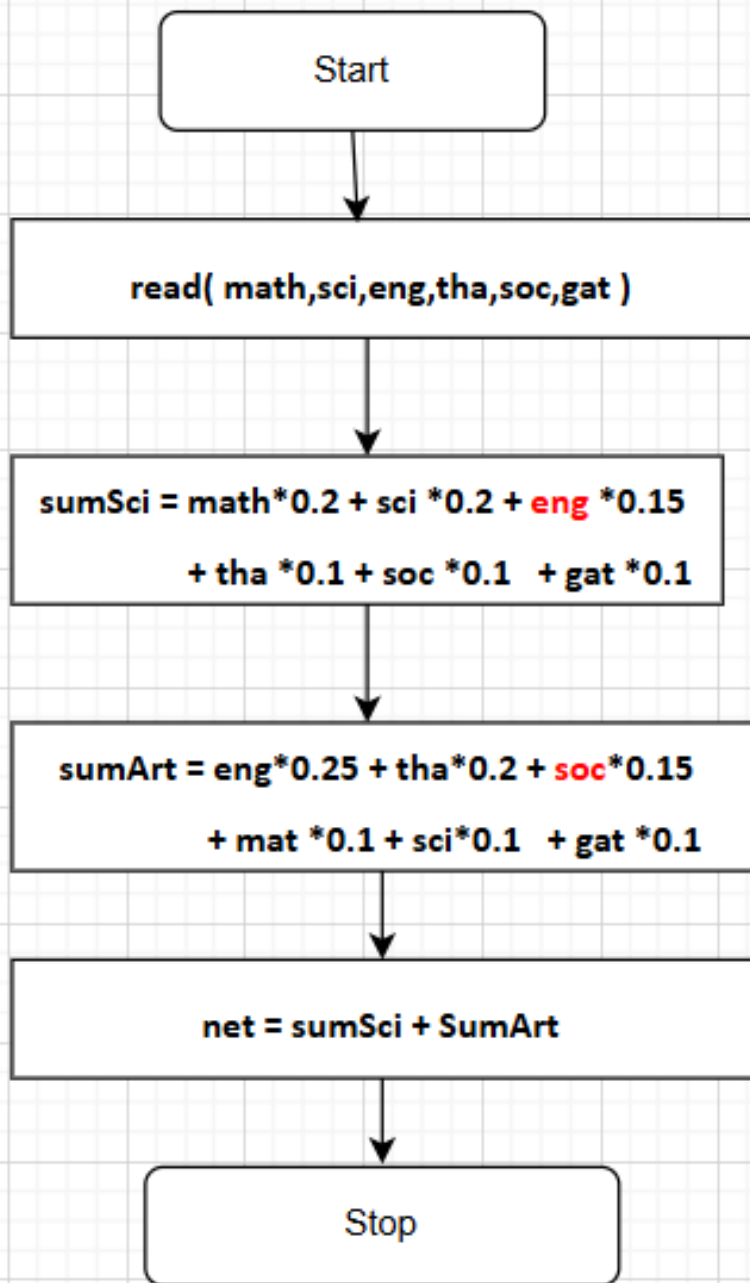 Start
read( math,sci,eng,tha,soc,gat )
sumSci = math*0.2 + sci *0.2 + eng *0.15
+ tha *0.1 + soc *0.1 + gat *0.1
sumArt = eng*0.25 + tha*0.2 + soc*0.15
+ mat *0.1 + sci*0.1 + gat *0.1
net = sumSci + SumArt
Stop